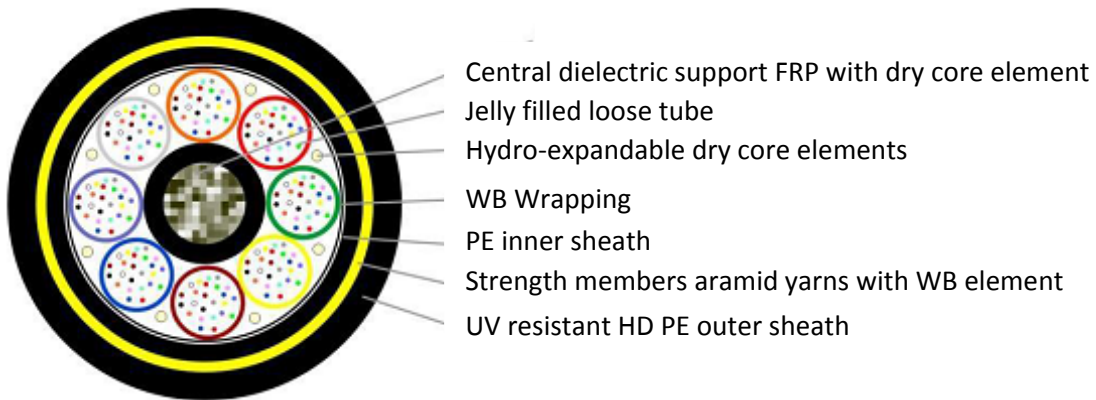 Central dielectric support FRP with dry core element
Jelly filled loose tube
Hydro-expandable dry core elements
WB Wrapping
PE inner sheath
Strength members aramid yarns with WB element
UV resistant HD PE outer sheath